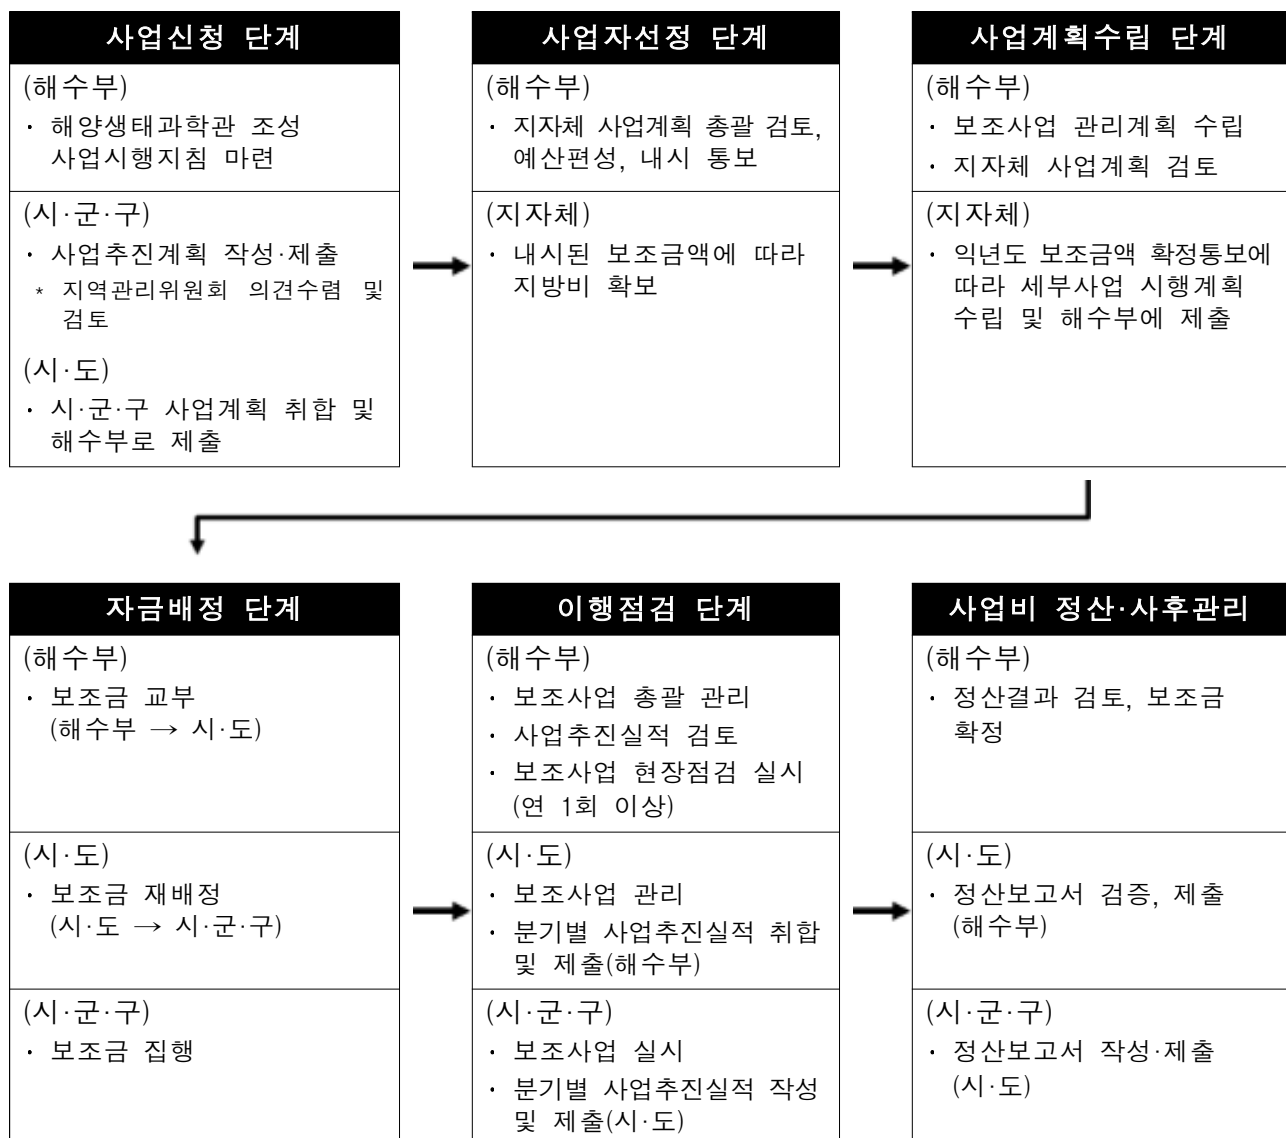 사업신청 단계
(해수부)
· 해양생태과학관 조성
사업시행지침 마련
(시·군·구)
· 사업추진계획 작성·제출
* 지역관리위원회 의견수렴 및
검토
(시·도)
· 시·군·구 사업계획 취합 및
해수부로 제출
사업자선정 단계
(해수부)
· 지자체 사업계획 총괄 검토,
예산편성, 내시 통보
(지자체)
· 내시된 보조금액에 따라
지방비 확보
사업계획수립 단계
(해수부)
· 보조사업 관리계획 수립
· 지자체 사업계획 검토
(지자체)
· 익년도 보조금액 확정통보에
따라 세부사업 시행계획
수립 및 해수부에 제출
자금배정 단계
(해수부)
· 보조금 교부
(해수부 → 시·도)
(시·도)
· 보조금 재배정
(시·도 → 시·군·구)
(시·군·구)
· 보조금 집행
이행점검 단계
(해수부)
· 보조사업 총괄 관리
· 사업추진실적 검토
· 보조사업 현장점검 실시
(연 1회 이상)
(시·도)
· 보조사업 관리
· 분기별 사업추진실적 취합
및 제출(해수부)
(시·군·구)
· 보조사업 실시
· 분기별 사업추진실적 작성
및 제출(시·도)
사업비 정산·사후관리
(해수부)
· 정산결과 검토, 보조금
확정
(시·도)
· 정산보고서 검증, 제출
(해수부)
(시·군·구)
· 정산보고서 작성·제출
(시·도)